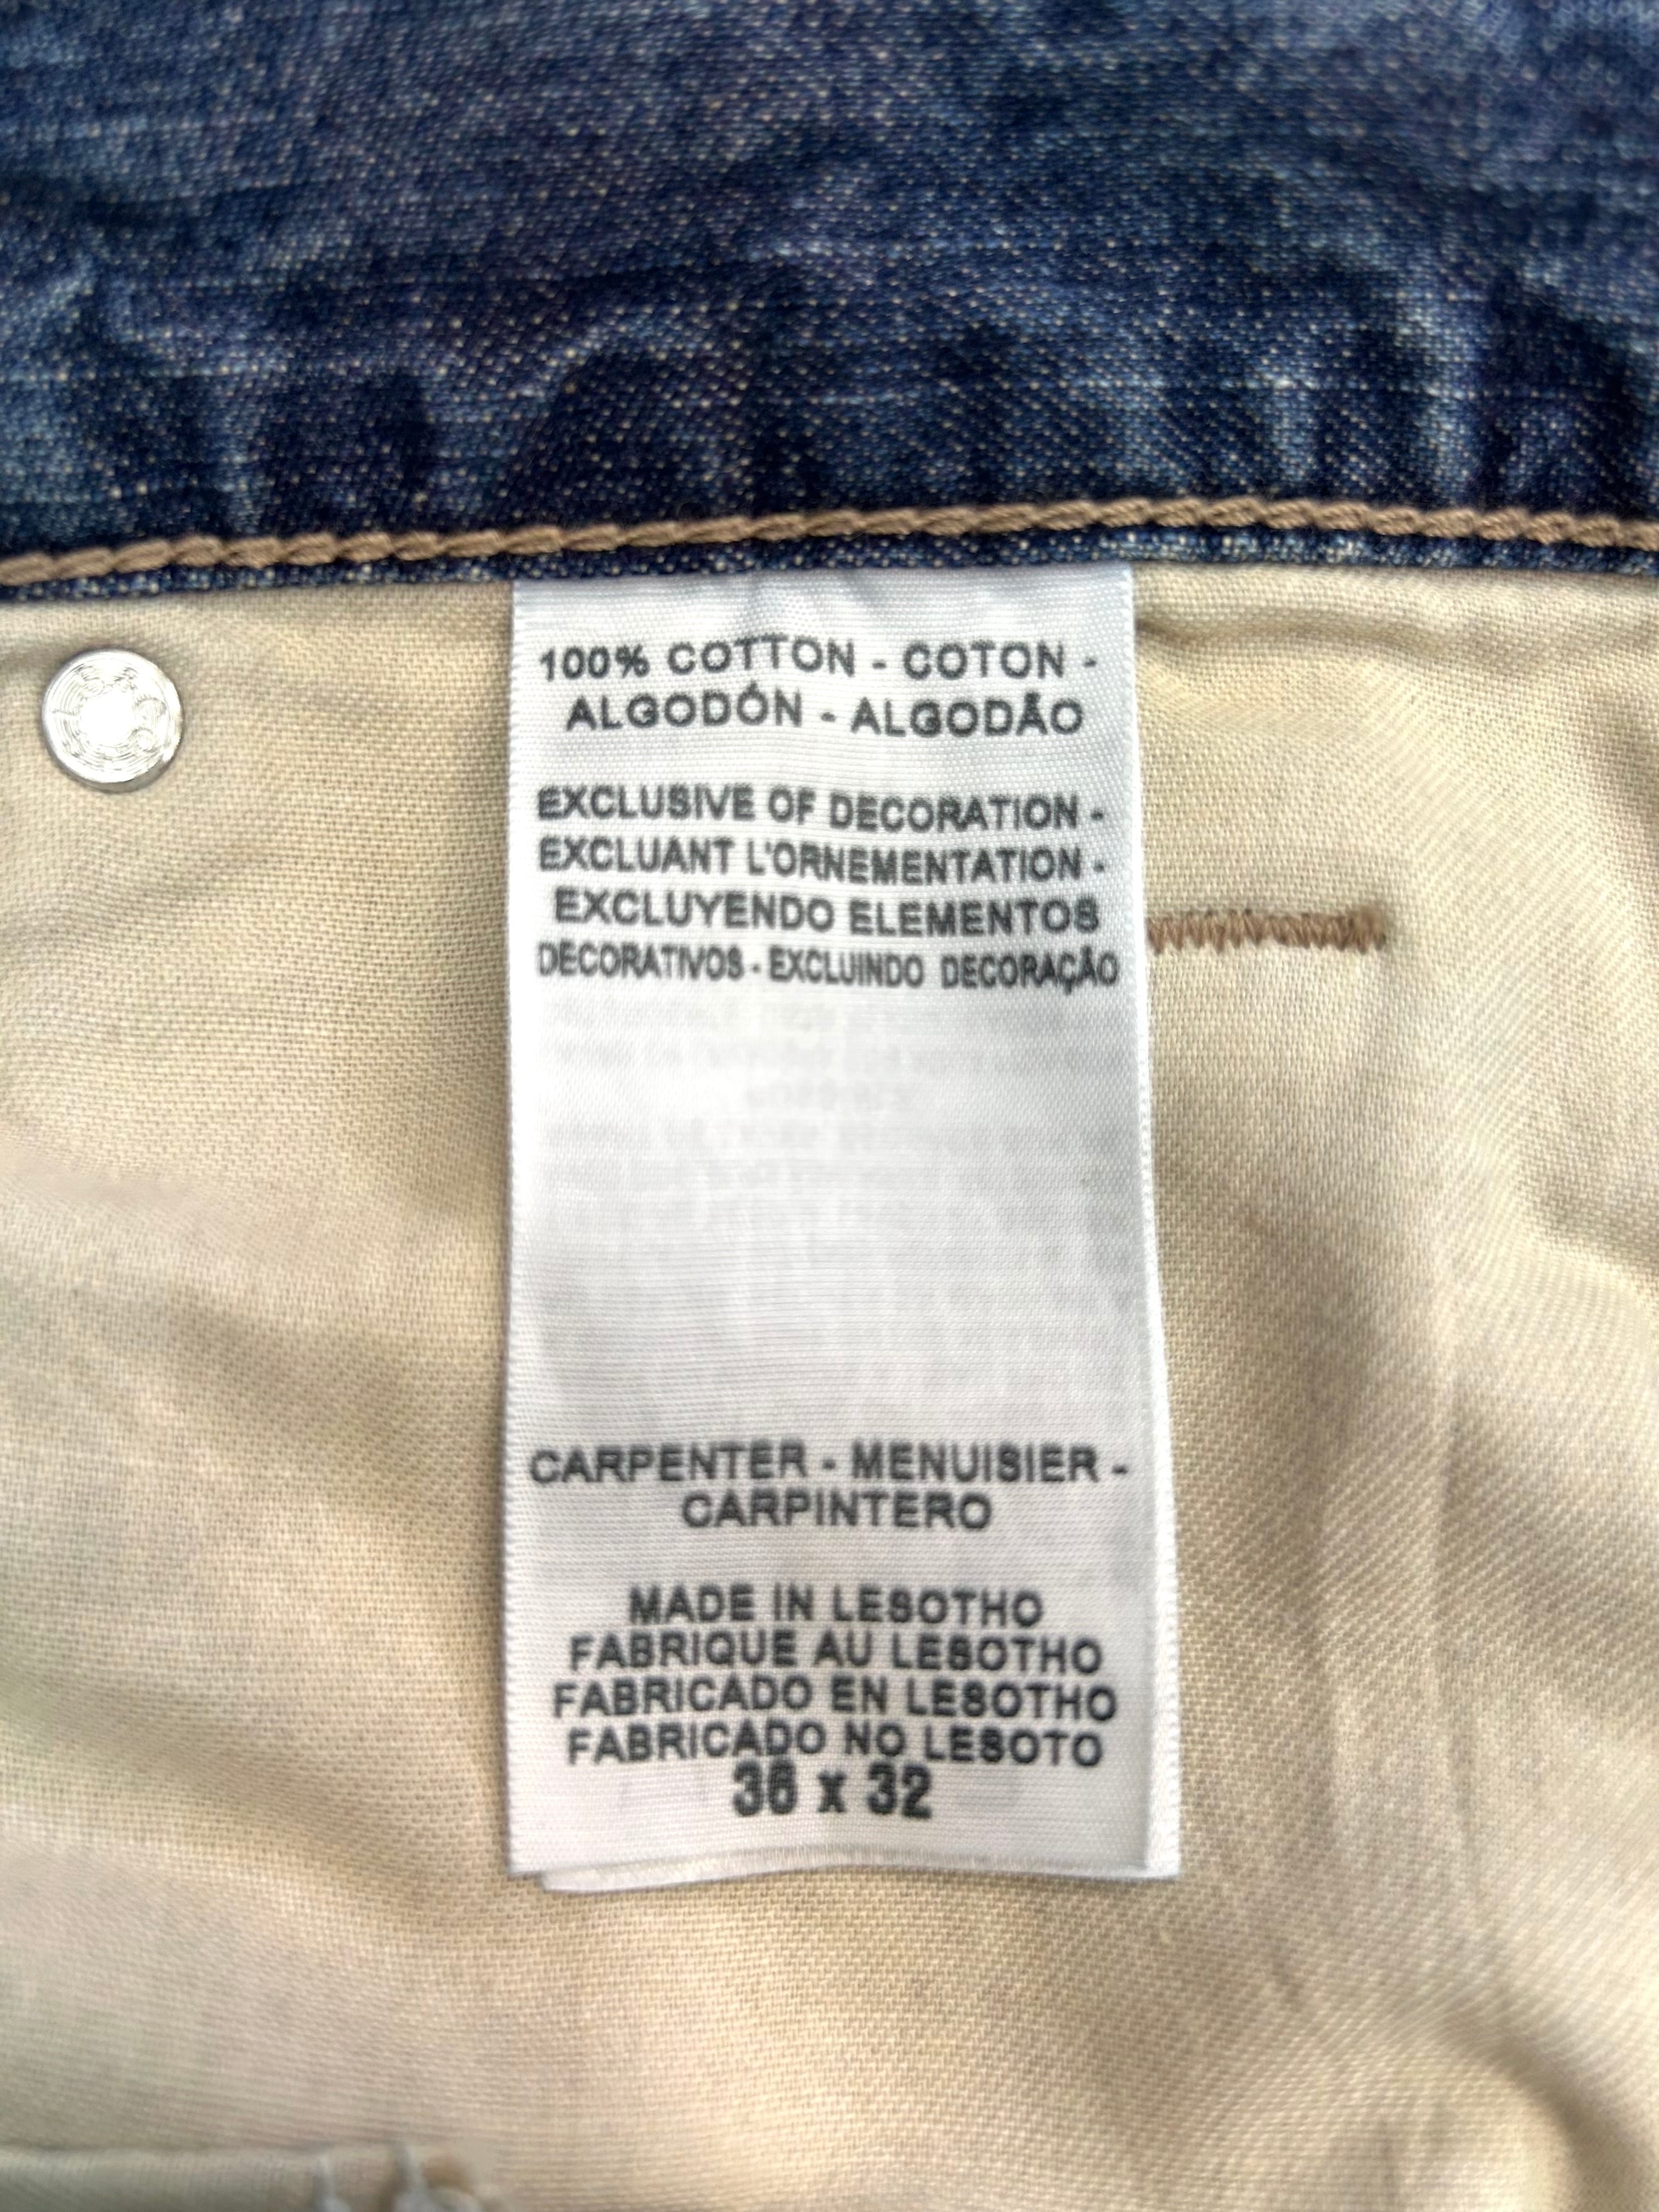 100% COTTON - COTON -
ALGODÓN - ALGODÃO
EXCLUSIVE OF DECORATION -
EXCLUANT L'ORNEMENTATION -
EXCLUYENDO ELEMENTOS
DECORATIVOS - EXCLUINDO DECORAÇÃO
CARPENTER - MENUISIER -
CARPINTERO
MADE IN LESOTHO
FABRIQUE AU LESOTHO
FABRICADO EN LESOTHO
FABRICADO NO LESOTO
36 x 32